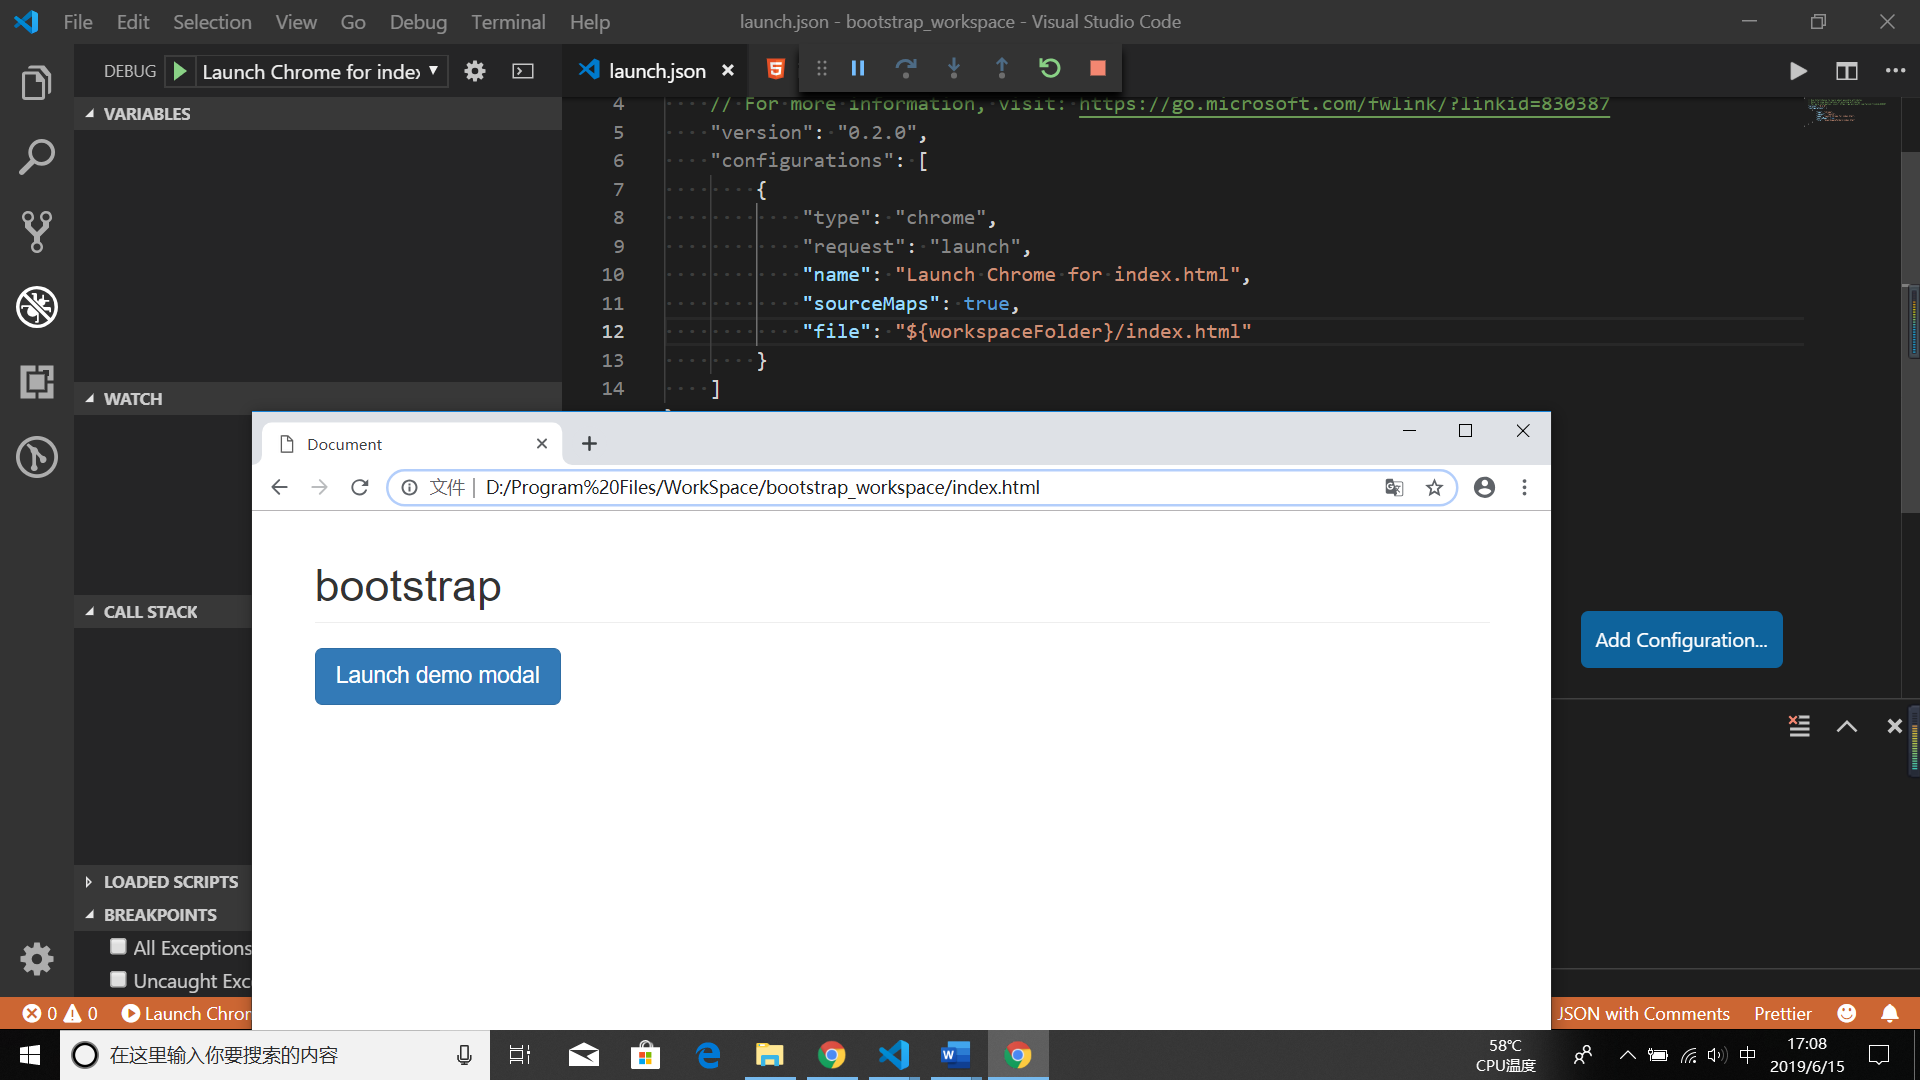 File Edit Selection View Go Debug Terminal Help
launch.json - bootstrap_workspace - Visual Studio Code
DEBUG
Launch Chrome for index
launch.json
VARIABLES
4 // For more information, visit: https://go.microsoft.com/fwlink/?linkid=830387
5 "version": "0.2.0",
6 "configurations": [
7 {
8 "type": "chrome",
9 "request": "launch",
10 "name": "Launch Chrome for index.html",
11 "sourceMaps": true,
12 "file": "${workspaceFolder}/index.html"
13 }
14 ]
WATCH
Document
文件 | D:/Program%20Files/WorkSpace/bootstrap_workspace/index.html
bootstrap
Launch demo modal
CALL STACK
Add Configuration...
LOADED SCRIPTS
BREAKPOINTS
All Exceptions
Uncaught Exc
0 0 Launch Chror
JSON with Comments Prettier
在这里输入你要搜索的内容
58℃
CPU温度
中
17:08
2019/6/15